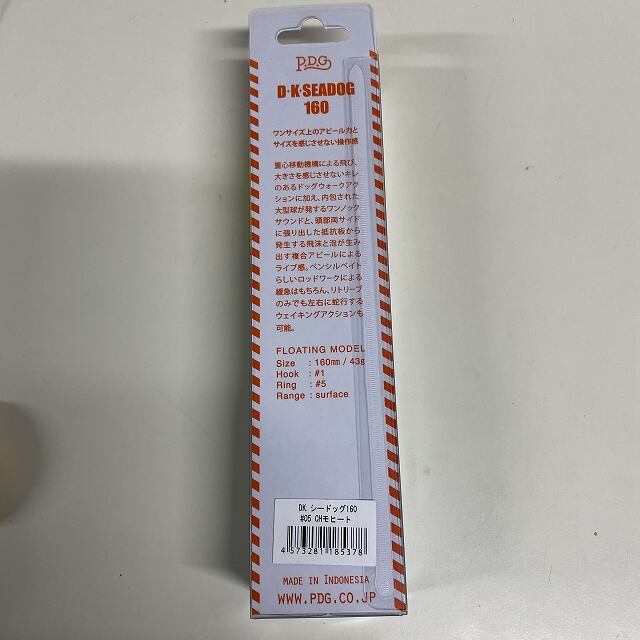 P.D.G
D・K・SEADOG
160
ワンサイズ上のアピール力と
サイズを感じさせない操作感
重心移動機構による飛び、
大きさを感じさせないキレ
のあるドッグウォークアク
ションに加え、内包された
大型球が発するワンノック
サウンドと、頭部両サイド
に張り出した抵抗板から
発生する飛沫と泡が生み
出す複合アピールによる
ライブ感。ペンシルベイト
らしいロッドワークによる
緩急はもちろん、リトリーブ
のみでも左右に蛇行する
ウェイキングアクションも
可能。
FLOATING MODEL
Size : 160mm / 43g
Hook : #1
Ring : #5
Range : surface
DK シードッグ160
#05 CHモヒート
4 573281 185378
MADE IN INDONESIA
WWW.PDG.CO.JP